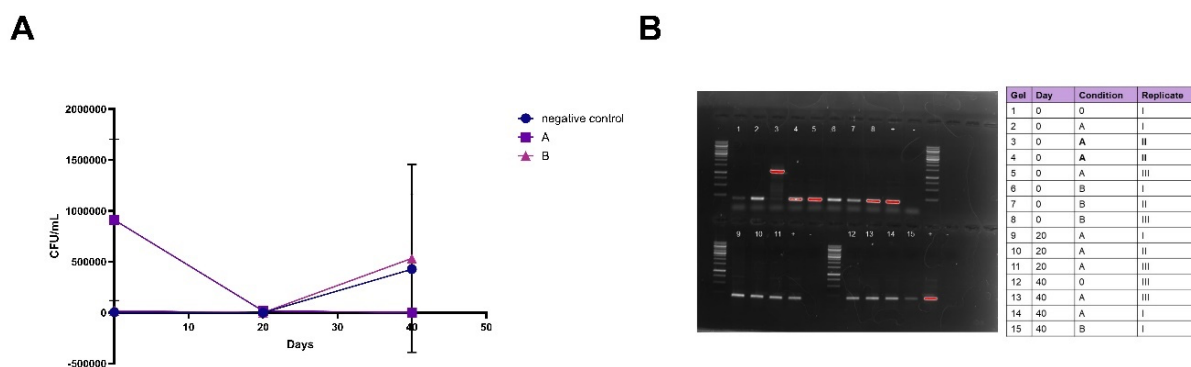 A
B
2000000
1500000
1000000
500000
0
-500000
CFU/mL
10
20
30
40
50
Days
negative control
A
B
1 2 3 4 5 6 7 8 + -
9 10 11 + - 12 13 14 15 + -
Gel Day Condition Replicate
1 0 0 I
2 0 A I
3 0 A II
4 0 A II
5 0 A III
6 0 B I
7 0 B II
8 0 B III
9 20 A I
10 20 A II
11 20 A III
12 40 0 III
13 40 A III
14 40 A I
15 40 B I